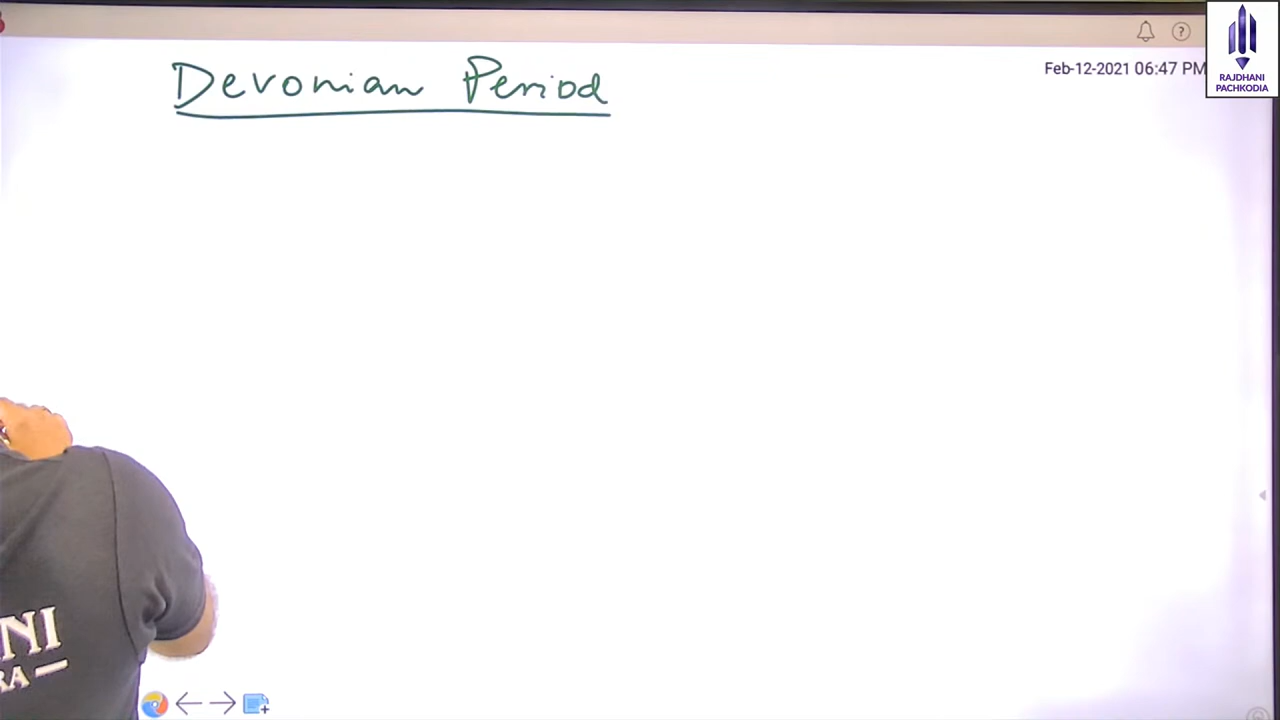 Devonian Period
Feb-12-2021 06:47 PM
RAJDHANI
PACHKODIA
NI
RA